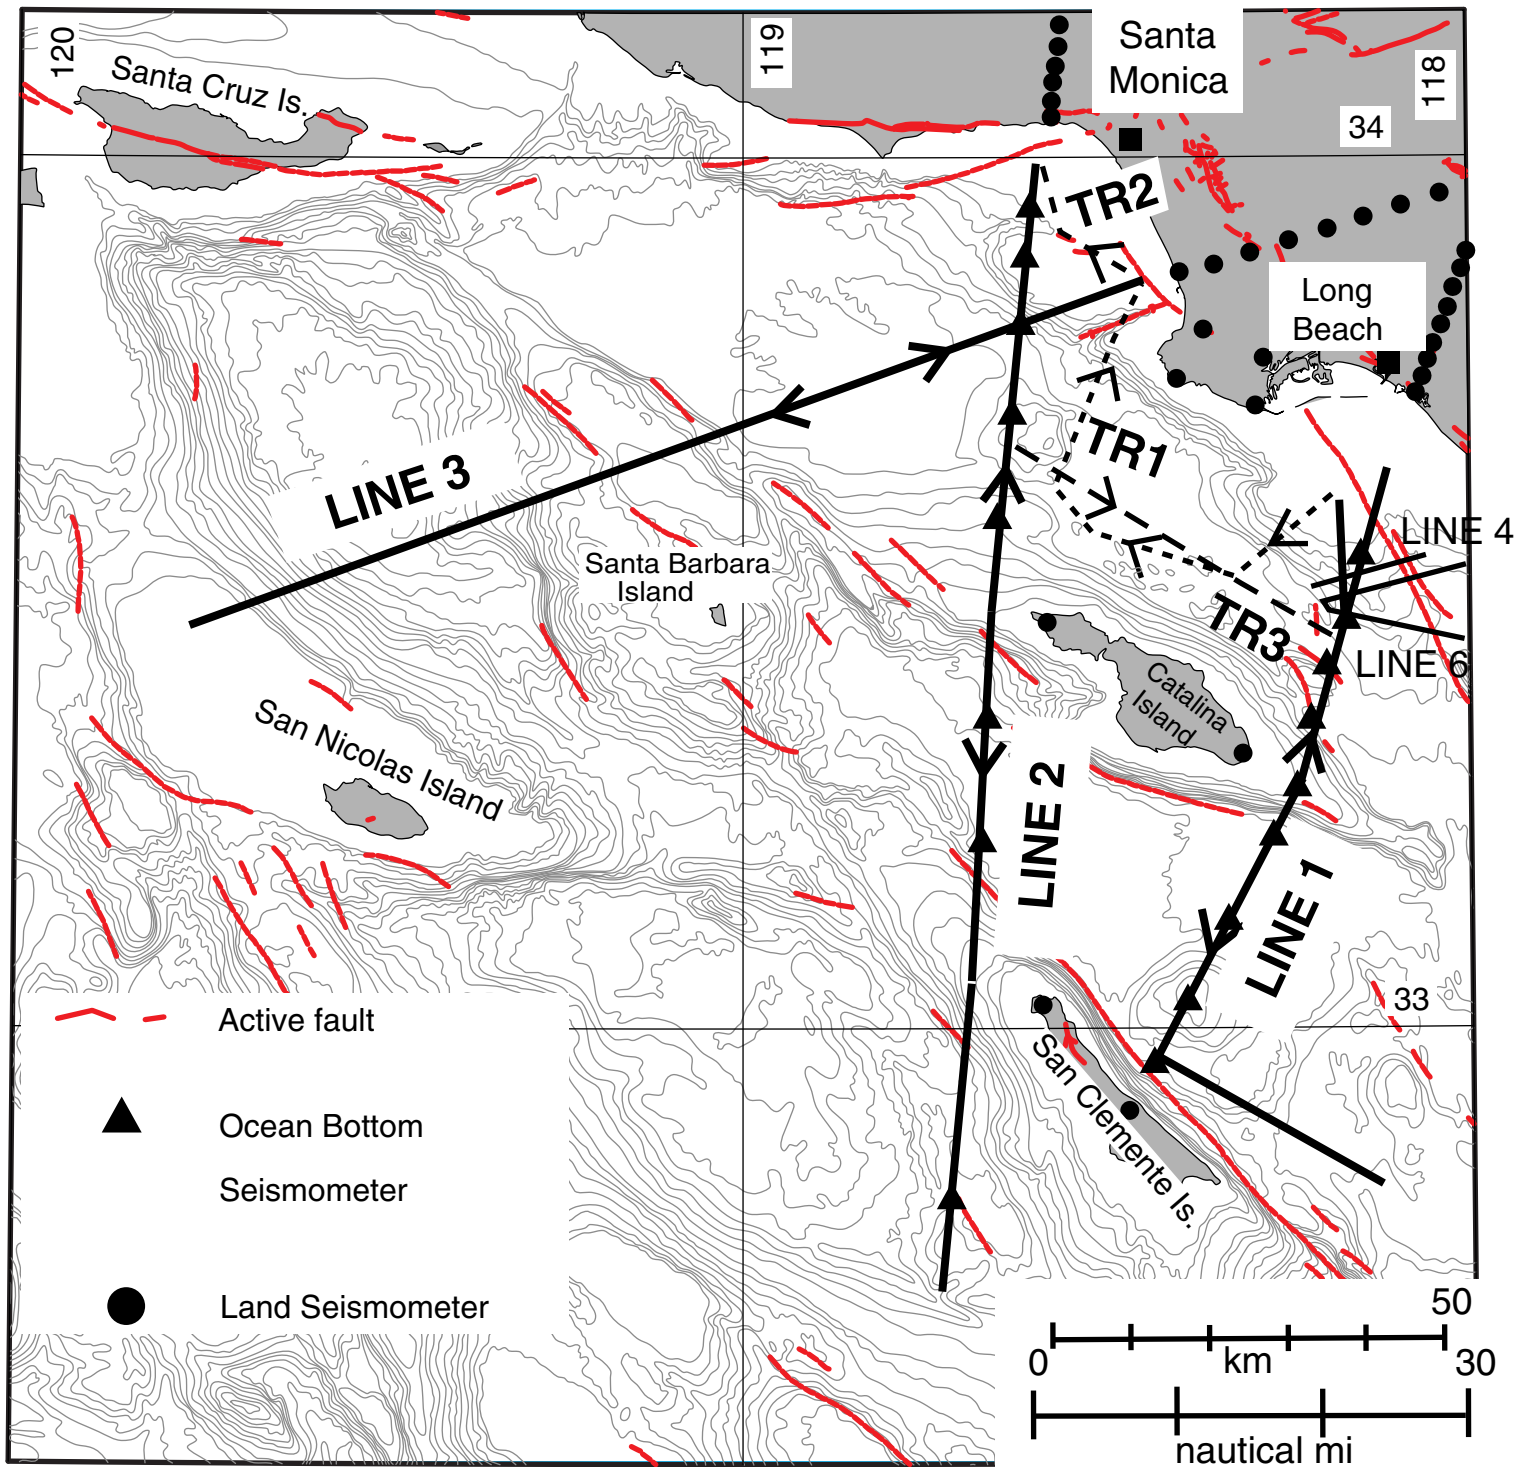 120
119
118
Santa
Monica
Santa Cruz Is.
34
TR2
Long
Beach
LINE 3
TR1
LINE 4
Santa Barbara
Island
TR3
LINE 6
Catalina
Island
San Nicolas Island
LINE 2
LINE 1
33
San Clemente Is.
Active fault
Ocean Bottom
Seismometer
Land Seismometer
50
0 km 30
nautical mi